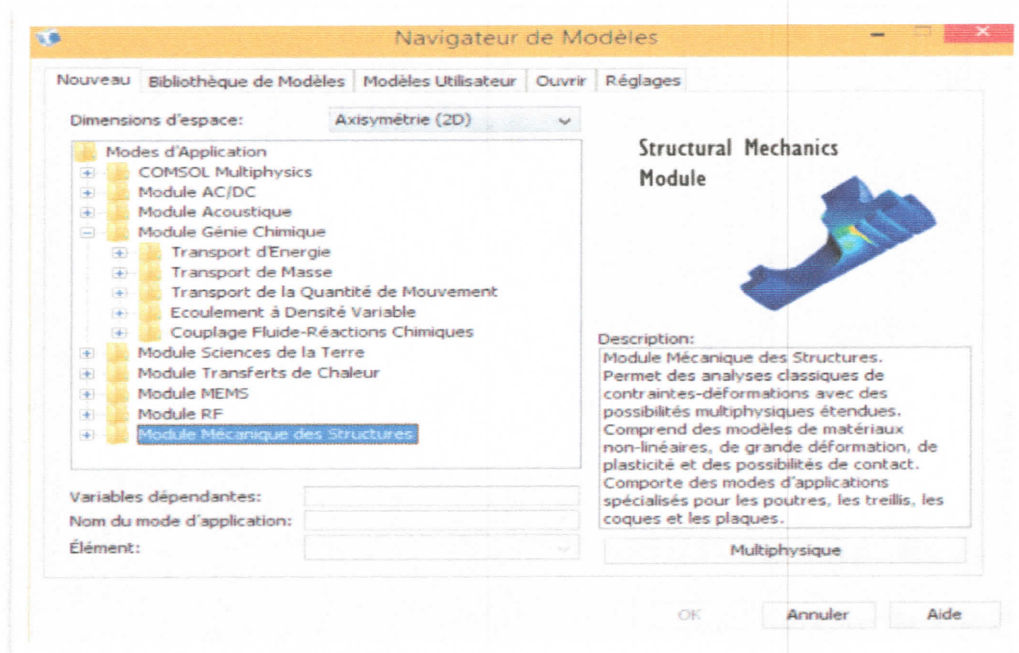 Navigateur de Modèles
Nouveau Bibliothèque de Modèles Modèles Utilisateur Ouvrir Réglages
Dimensions d'espace: Axisymétrie (2D)
Modes d'Application
COMSOL Multiphysics
Module AC/DC
Module Acoustique
Module Génie Chimique
Transport d'Energie
Transport de Masse
Transport de la Quantité de Mouvement
Ecoulement à Densité Variable
Couplage Fluide-Réactions Chimiques
Module Sciences de la Terre
Module Transferts de Chaleur
Module MEMS
Module RF
Module Mécanique des Structures
Variables dépendantes:
Nom du mode d'application:
Élément:
Structural Mechanics
Module
Description:
Module Mécanique des Structures.
Permet des analyses classiques de
contraintes-déformations avec des
possibilités multiphysiques étendues.
Comprend des modèles de matériaux
non-linéaires, de grande déformation, de
plasticité et des possibilités de contact.
Comporte des modes d'applications
spécialisés pour les poutres, les treillis, les
coques et les plaques.
Multiphysique
OK Annuler Aide